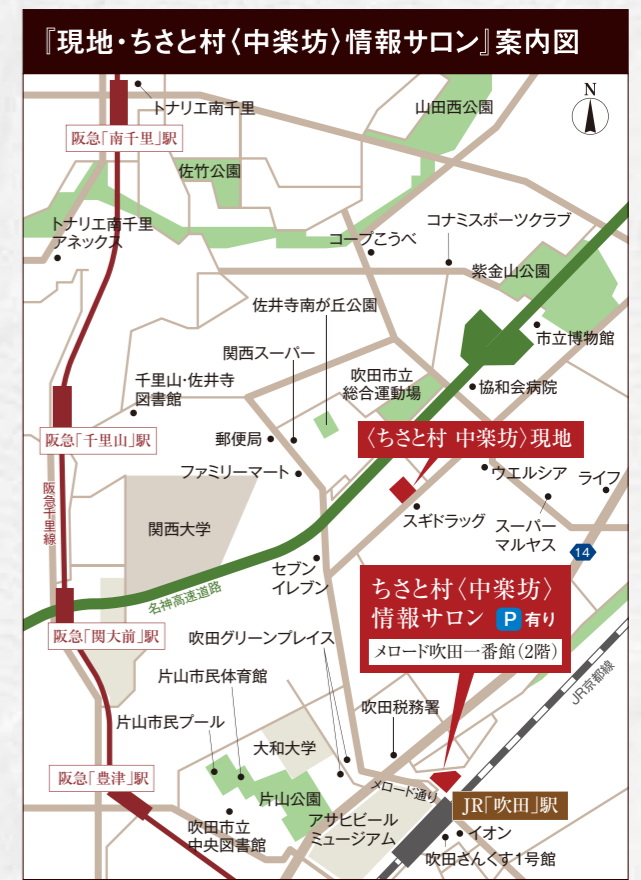 『現地・ちさと村〈中楽坊〉情報サロン』案内図
N
トナリエ南千里
山田西公園
阪急「南千里」駅
佐竹公園
トナリエ南千里
アネックス
コープこうべ
コナミスポーツクラブ
紫金山公園
佐井寺南が丘公園
市立博物館
関西スーパー
千里山・佐井寺
図書館
吹田市立
総合運動場
協和会病院
阪急「千里山」駅
郵便局
〈ちさと村 中楽坊〉現地
ファミリーマート
ウエルシア
ライフ
阪急千里線
関西大学
スギドラッグ
スーパー
マルヤス
14
セブン
イレブン
名神高速道路
ちさと村〈中楽坊〉
情報サロン P 有り
メロード吹田一番館(2階)
阪急「関大前」駅
吹田グリーンプレイス
JR京都線
片山市民体育館
吹田税務署
片山市民プール
大和大学
阪急「豊津」駅
メロード通り
片山公園
JR「吹田」駅
アサヒビール
ミュージアム
吹田市立
中央図書館
イオン
吹田さんくす1号館